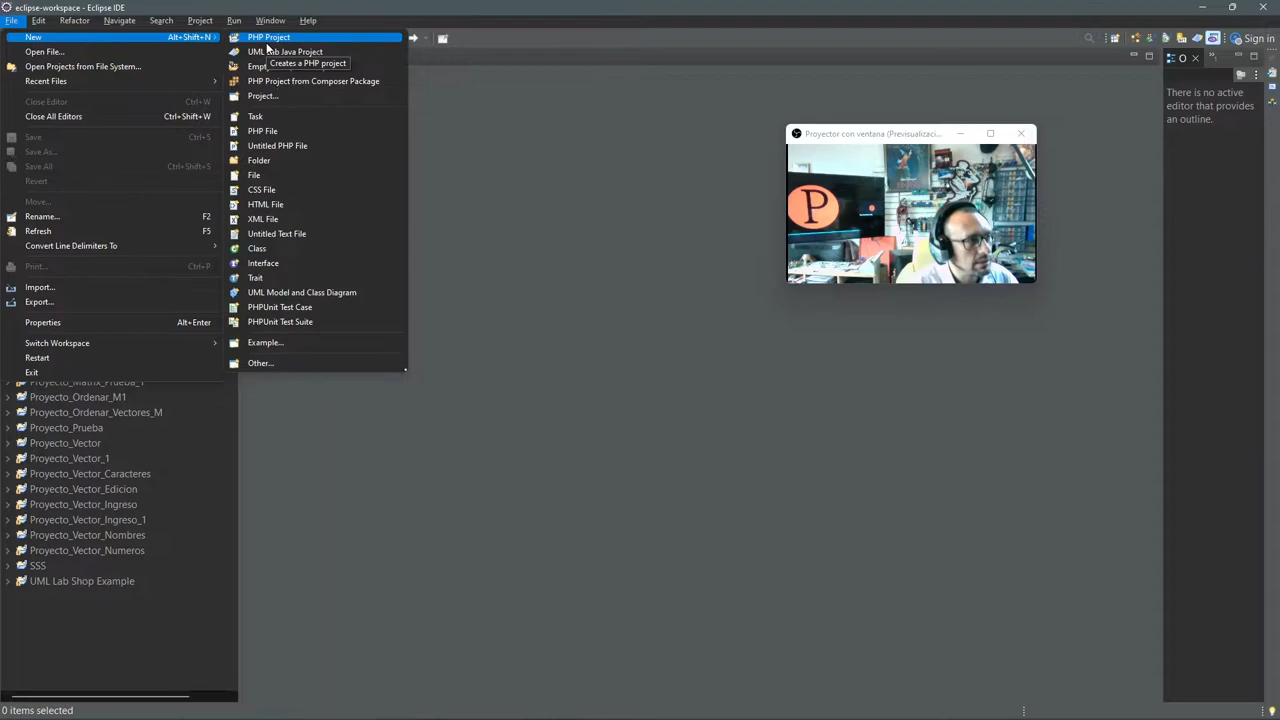 eclipse-workspace - Eclipse IDE
File Edit Refactor Navigate Search Project Run Window Help
New Alt+Shift+N
Open File...
Open Projects from File System...
Recent Files
Close Editor Ctrl+W
Close All Editors Ctrl+Shift+W
Save Ctrl+S
Save As...
Save All Ctrl+Shift+S
Revert
Move...
Rename... F2
Refresh F5
Convert Line Delimiters To
Print... Ctrl+P
Import...
Export...
Properties Alt+Enter
Switch Workspace
Restart
Exit
PHP Project
UML Lab Java Project
Creates a PHP project
PHP Project from Composer Package
Project...
Task
PHP File
Untitled PHP File
Folder
File
CSS File
HTML File
XML File
Untitled Text File
Class
Interface
Trait
UML Model and Class Diagram
PHPUnit Test Case
PHPUnit Test Suite
Example...
Other...
Proyecto_Matrix_Prueba_1
Proyecto_Ordenar_M1
Proyecto_Ordenar_Vectores_M
Proyecto_Prueba
Proyecto_Vector
Proyecto_Vector_1
Proyecto_Vector_Caracteres
Proyecto_Vector_Edicion
Proyecto_Vector_Ingreso
Proyecto_Vector_Ingreso_1
Proyecto_Vector_Nombres
Proyecto_Vector_Numeros
SSS
UML Lab Shop Example
0 items selected
Proyector con ventana (Previsualizaci...
P
Sign in
O
There is no active
editor that provides
an outline.